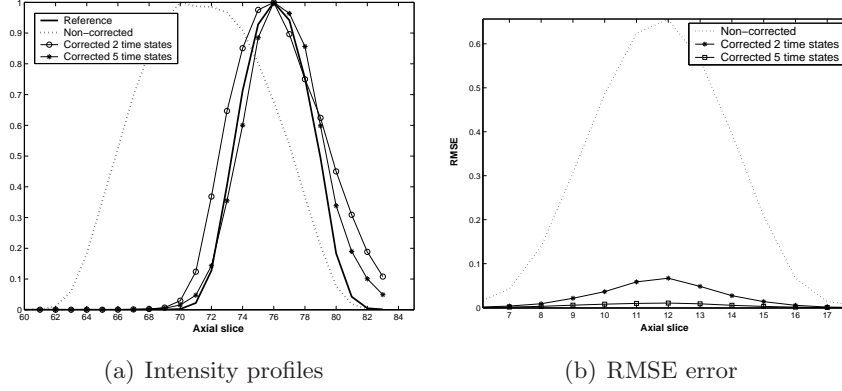 Reference
Non-corrected
Corrected 2 time states
Corrected 5 time states
1
0.9
0.8
0.7
0.6
0.5
0.4
0.3
0.2
0.1
0
60 62 64 66 68 70 72 74 76 78 80 82 84
Axial slice
(a) Intensity profiles
Non-corrected
Corrected 2 time states
Corrected 5 time states
RMSE
0.6
0.5
0.4
0.3
0.2
0.1
0
7 8 9 10 11 12 13 14 15 16 17
Axial slice
(b) RMSE error